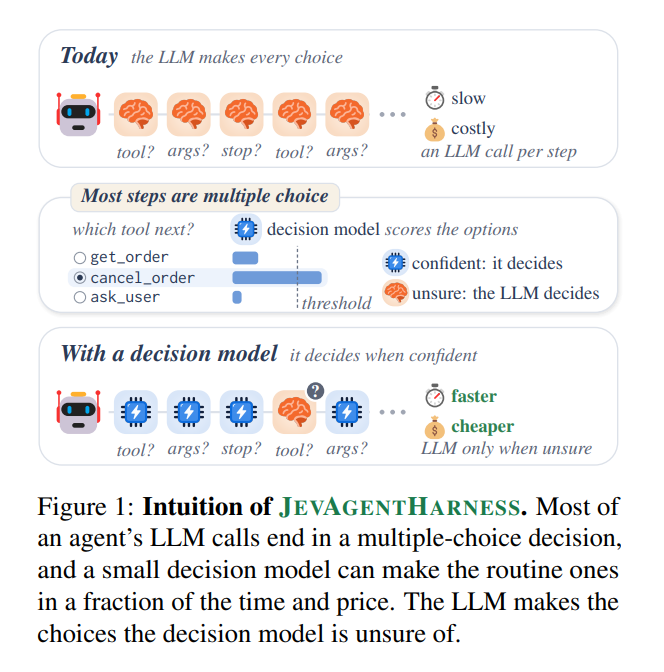 Today the LLM makes every choice
tool? args? stop? tool? args? ...
slow
costly
an LLM call per step
Most steps are multiple choice
which tool next?
decision model scores the options
get_order
cancel_order
ask_user
threshold
confident: it decides
unsure: the LLM decides
With a decision model it decides when confident
?
tool? args? stop? tool? args? ...
faster
cheaper
LLM only when unsure
Figure 1: Intuition of JEVAGENTHARNESS. Most of
an agent's LLM calls end in a multiple-choice decision,
and a small decision model can make the routine ones
in a fraction of the time and price. The LLM makes the
choices the decision model is unsure of.